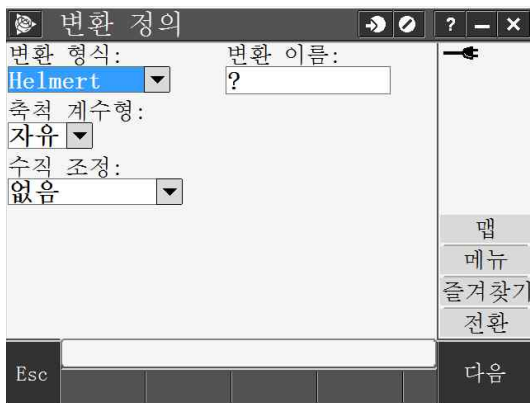 변환 정의
? – ×
변환 형식: 변환 이름:
Helmert ?
축척 계수형:
자유
수직 조정:
없음
맵
메뉴
즐겨찾기
전환
Esc 다음